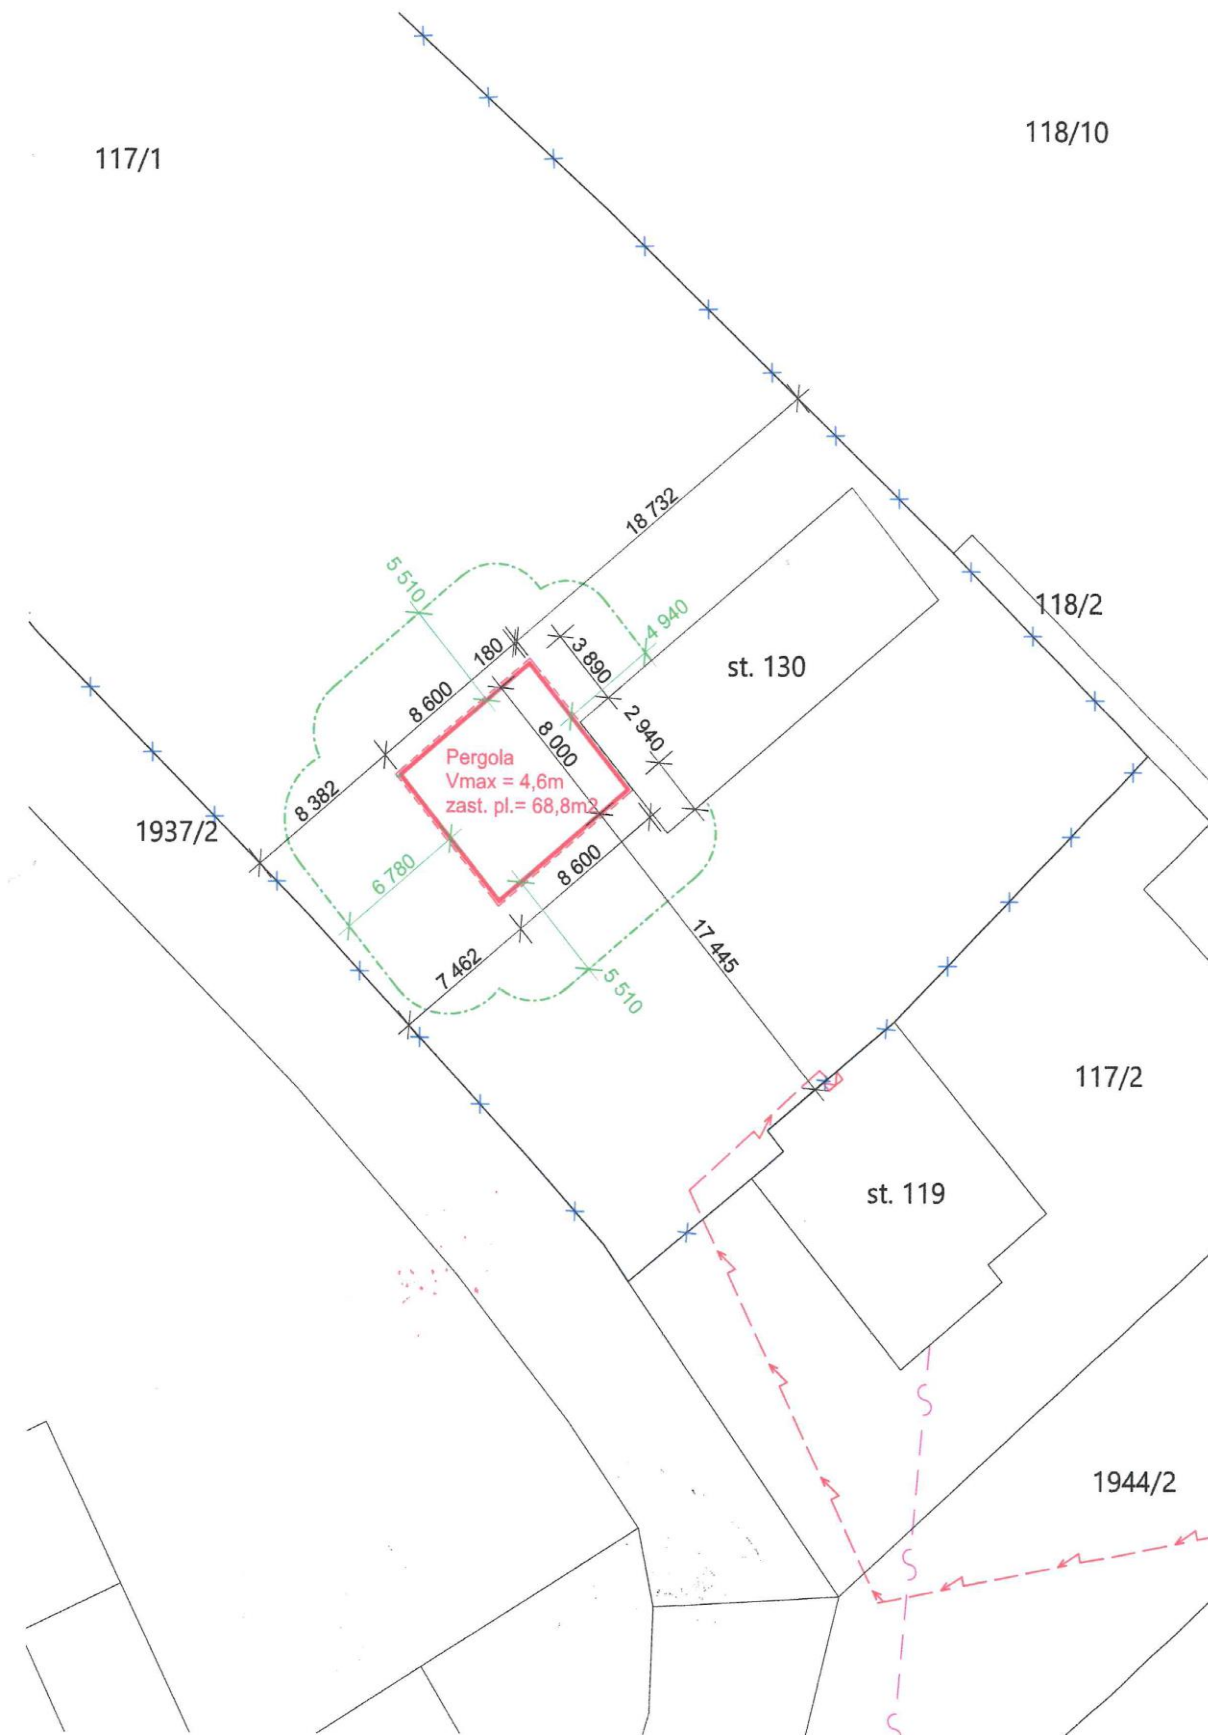 118/10
117/1
18 732
5 510
118/2
4 940
180
3 890
st. 130
8 600
2 940
8 000
Pergola
Vmax = 4,6m
zast. pl.= 68,8m2
8 382
1937/2
8 600
6 780
17 445
7 462
5 510
117/2
st. 119
S
1944/2
S
S